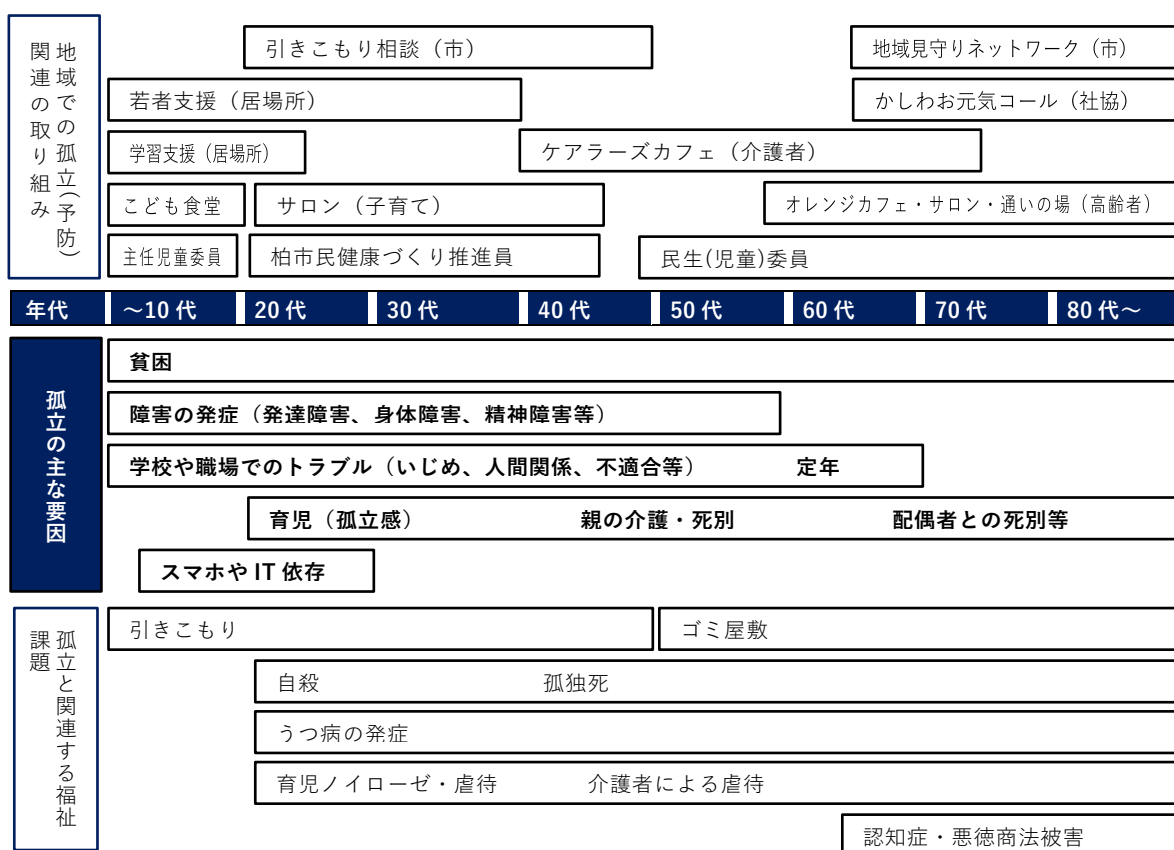 地域での孤立(予防)
関連の取り組み
引きこもり相談（市）
地域見守りネットワーク（市）
若者支援（居場所）
かしわお元気コール（社協）
学習支援（居場所）
ケアラーズカフェ（介護者）
こども食堂
サロン（子育て）
オレンジカフェ・サロン・通いの場（高齢者）
主任児童委員
柏市民健康づくり推進員
民生(児童)委員
年代
～10代
20代
30代
40代
50代
60代
70代
80代～
孤立の主な要因
貧困
障害の発症（発達障害、身体障害、精神障害等）
学校や職場でのトラブル（いじめ、人間関係、不適合等） 定年
育児（孤立感） 親の介護・死別 配偶者との死別等
スマホやIT依存
孤立と関連する福祉
課題
引きこもり
ゴミ屋敷
自殺 孤独死
うつ病の発症
育児ノイローゼ・虐待 介護者による虐待
認知症・悪徳商法被害